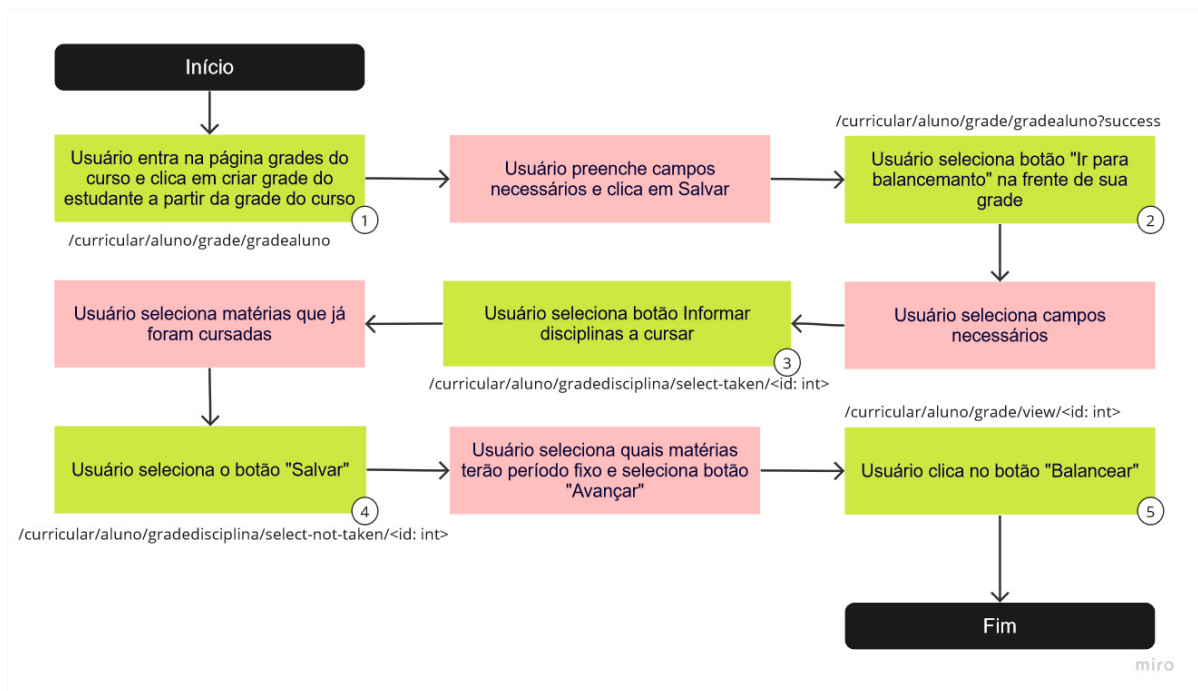 Início
Usuário entra na página grades do
curso e clica em criar grade do
estudante a partir da grade do curso
1
/curricular/aluno/grade/gradealuno
Usuário preenche campos
necessários e clica em Salvar
/curricular/aluno/grade/gradealuno?success
Usuário seleciona botão "Ir para
balancemanto" na frente de sua
grade
2
Usuário seleciona campos
necessários
Usuário seleciona botão Informar
disciplinas a cursar
3
/curricular/aluno/gradedisciplina/select-taken/<id: int>
Usuário seleciona matérias que já
foram cursadas
Usuário seleciona o botão "Salvar"
4
/curricular/aluno/gradedisciplina/select-not-taken/<id: int>
Usuário seleciona quais matérias
terão período fixo e seleciona botão
"Avançar"
/curricular/aluno/grade/view/<id: int>
Usuário clica no botão "Balancear"
5
Fim
miro